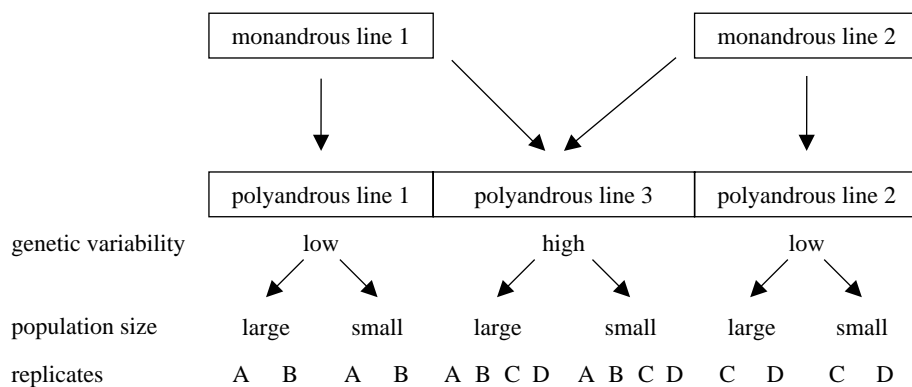 monandrous line 1 monandrous line 2
polyandrous line 1 polyandrous line 3 polyandrous line 2
genetic variability low high low
population size large small large small large small
replicates A B A B A B C D A B C D C D C D